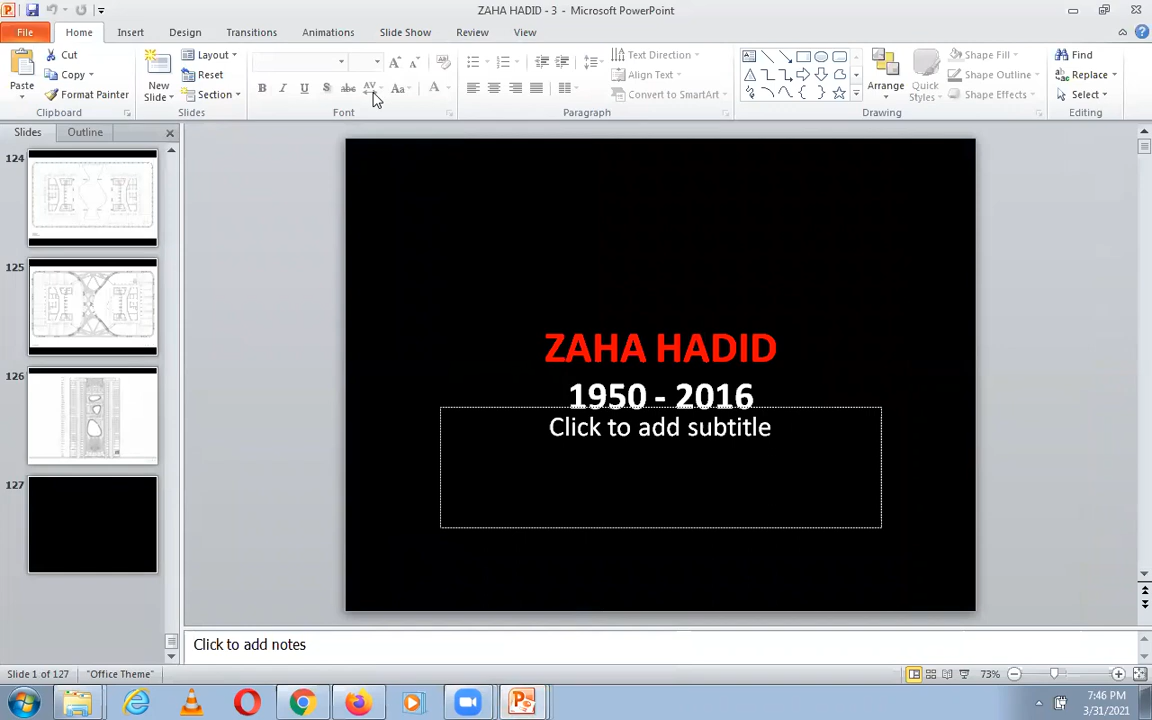 ZAHA HADID - 3 - Microsoft PowerPoint
File Home Insert Design Transitions Animations Slide Show Review View
Paste
Cut
Copy
Format Painter
Clipboard
New
Slide
Layout
Reset
Section
Slides
B I U S abc AV Aa A
Font
Text Direction
Align Text
Convert to SmartArt
Paragraph
Arrange
Quick
Styles
Shape Fill
Shape Outline
Shape Effects
Drawing
Find
Replace
Select
Editing
Slides Outline
124
125
126
127
ZAHA HADID
1950 - 2016
Click to add subtitle
Click to add notes
Slide 1 of 127 "Office Theme" 73%
7:46 PM
3/31/2021